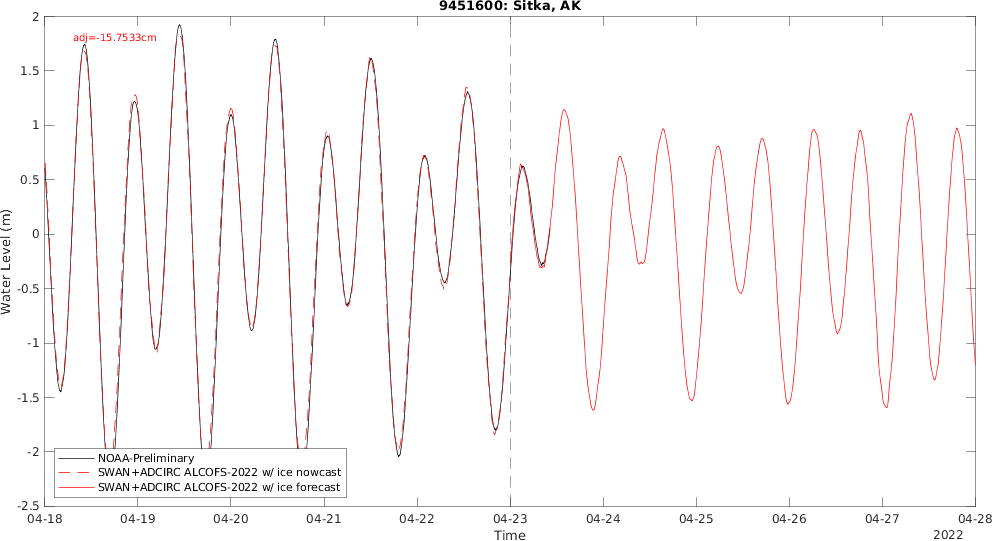 9451600: Sitka, AK
adj=-15.7533cm
2
1.5
1
0.5
0
-0.5
-1
-1.5
-2
-2.5
Water Level (m)
NOAA-Preliminary
SWAN+ADCIRC ALCOFS-2022 w/ ice nowcast
SWAN+ADCIRC ALCOFS-2022 w/ ice forecast
04-18 04-19 04-20 04-21 04-22 04-23 04-24 04-25 04-26 04-27 04-28
Time
2022